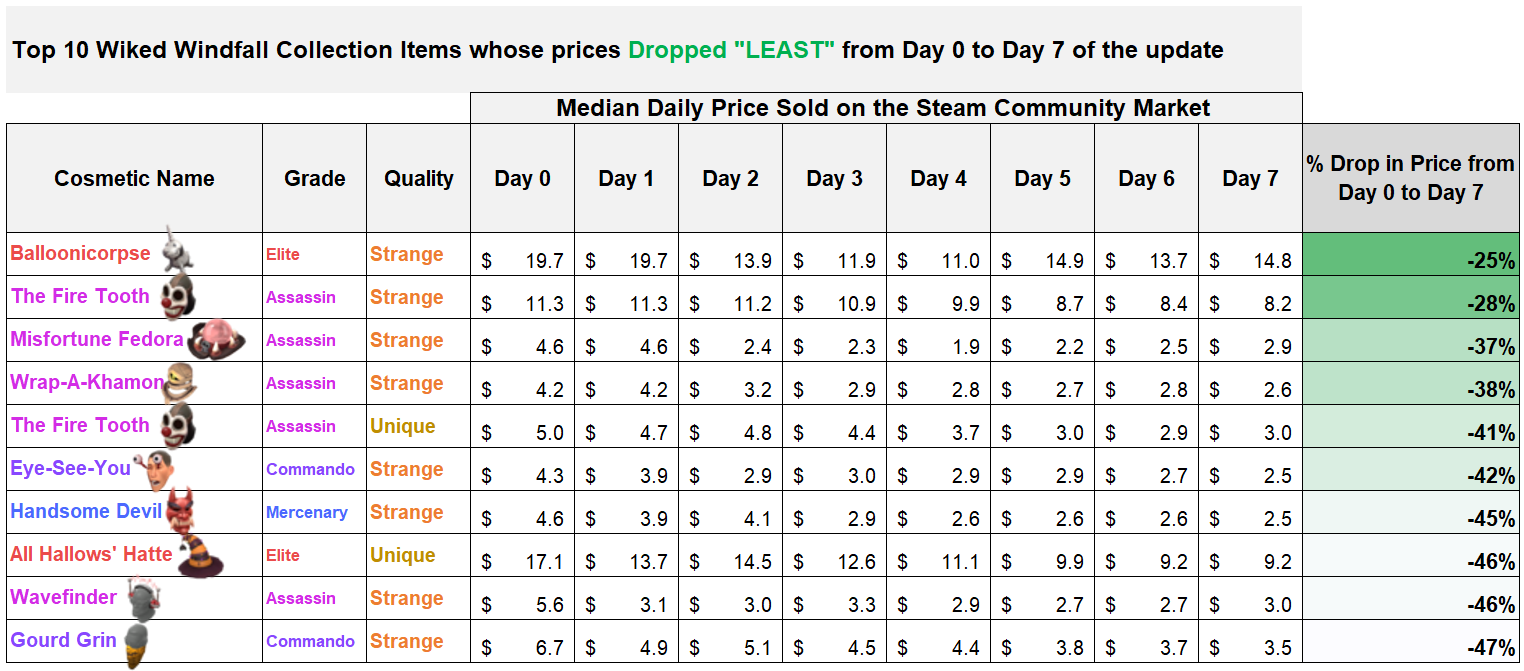 Top 10 Wiked Windfall Collection Items whose prices Dropped "LEAST" from Day 0 to Day 7 of the update
Median Daily Price Sold on the Steam Community Market
Cosmetic Name Grade Quality Day 0 Day 1 Day 2 Day 3 Day 4 Day 5 Day 6 Day 7 % Drop in Price from
Day 0 to Day 7
Balloonicorpse Elite Strange $ 19.7 $ 19.7 $ 13.9 $ 11.9 $ 11.0 $ 14.9 $ 13.7 $ 14.8 -25%
The Fire Tooth Assassin Strange $ 11.3 $ 11.3 $ 11.2 $ 10.9 $ 9.9 $ 8.7 $ 8.4 $ 8.2 -28%
Misfortune Fedora Assassin Strange $ 4.6 $ 4.6 $ 2.4 $ 2.3 $ 1.9 $ 2.2 $ 2.5 $ 2.9 -37%
Wrap-A-Khamon Assassin Strange $ 4.2 $ 4.2 $ 3.2 $ 2.9 $ 2.8 $ 2.7 $ 2.8 $ 2.6 -38%
The Fire Tooth Assassin Unique $ 5.0 $ 4.7 $ 4.8 $ 4.4 $ 3.7 $ 3.0 $ 2.9 $ 3.0 -41%
Eye-See-You Commando Strange $ 4.3 $ 3.9 $ 2.9 $ 3.0 $ 2.9 $ 2.9 $ 2.7 $ 2.5 -42%
Handsome Devil Mercenary Strange $ 4.6 $ 3.9 $ 4.1 $ 2.9 $ 2.6 $ 2.6 $ 2.6 $ 2.5 -45%
All Hallows' Hatte Elite Unique $ 17.1 $ 13.7 $ 14.5 $ 12.6 $ 11.1 $ 9.9 $ 9.2 $ 9.2 -46%
Wavefinder Assassin Strange $ 5.6 $ 3.1 $ 3.0 $ 3.3 $ 2.9 $ 2.7 $ 2.7 $ 3.0 -46%
Gourd Grin Commando Strange $ 6.7 $ 4.9 $ 5.1 $ 4.5 $ 4.4 $ 3.8 $ 3.7 $ 3.5 -47%